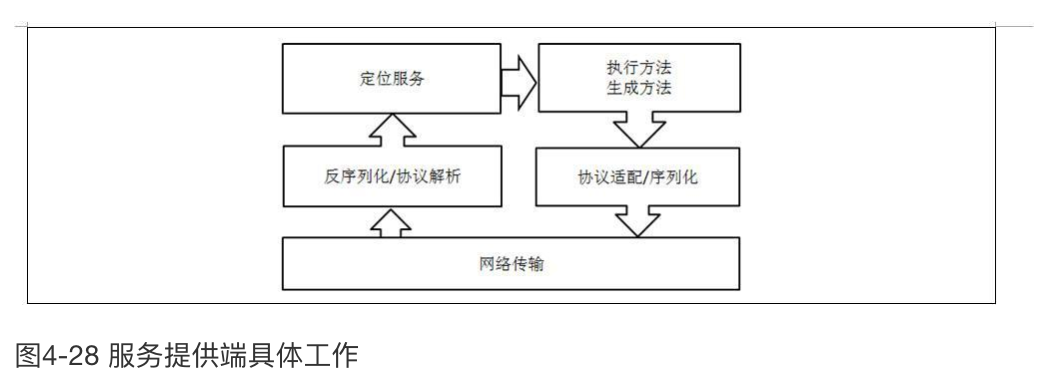 定位服务
执行方法
生成方法
反序列化/协议解析
协议适配/序列化
网络传输
图4-28 服务提供端具体工作